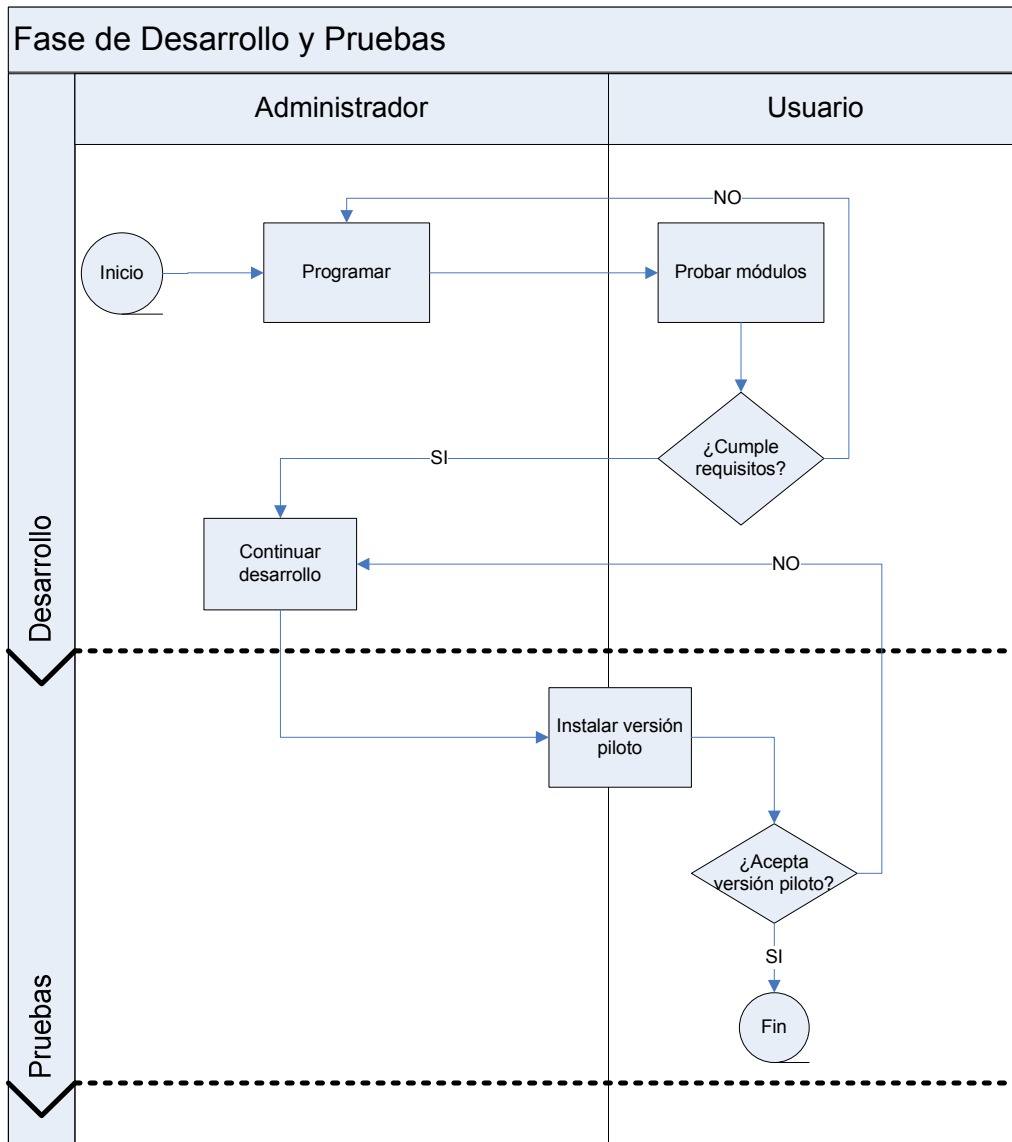 Fase de Desarrollo y Pruebas
Administrador
Usuario
NO
Inicio
Programar
Probar módulos
¿Cumple
requisitos?
SI
Continuar
desarrollo
NO
Desarrollo
Instalar versión
piloto
¿Acepta
versión piloto?
SI
Fin
Pruebas